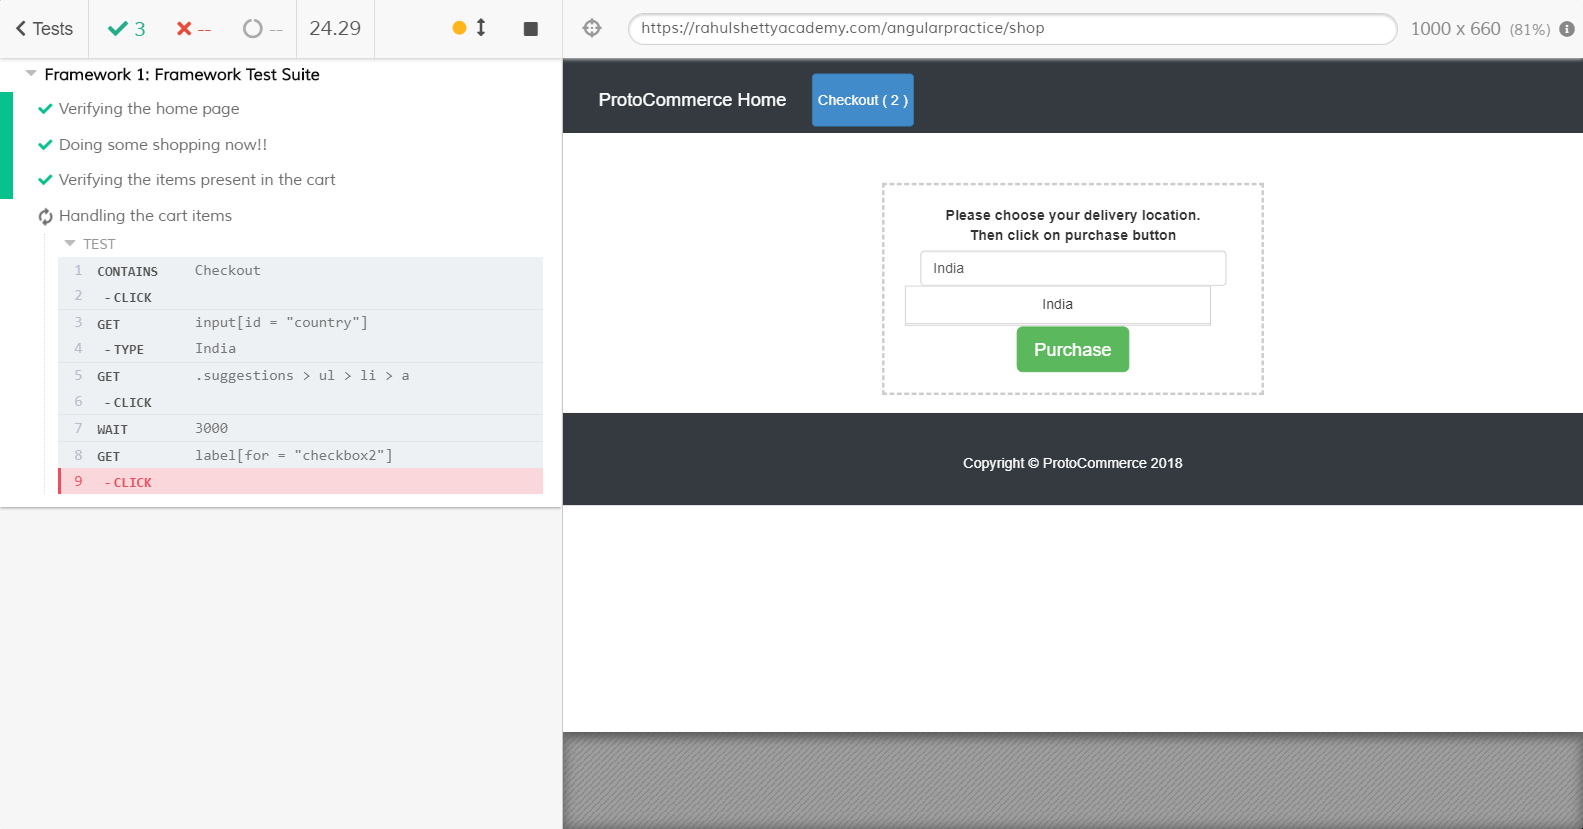 Tests
3
--
--
24.29
https://rahulshettyacademy.com/angularpractice/shop
1000 x 660 (81%)
Framework 1: Framework Test Suite
Verifying the home page
Doing some shopping now!!
Verifying the items present in the cart
Handling the cart items
TEST
1 CONTAINS Checkout
2 - CLICK
3 GET input[id = "country"]
4 - TYPE India
5 GET .suggestions > ul > li > a
6 - CLICK
7 WAIT 3000
8 GET label[for = "checkbox2"]
9 - CLICK
ProtoCommerce Home
Checkout ( 2 )
Please choose your delivery location.
Then click on purchase button
India
India
Purchase
Copyright © ProtoCommerce 2018